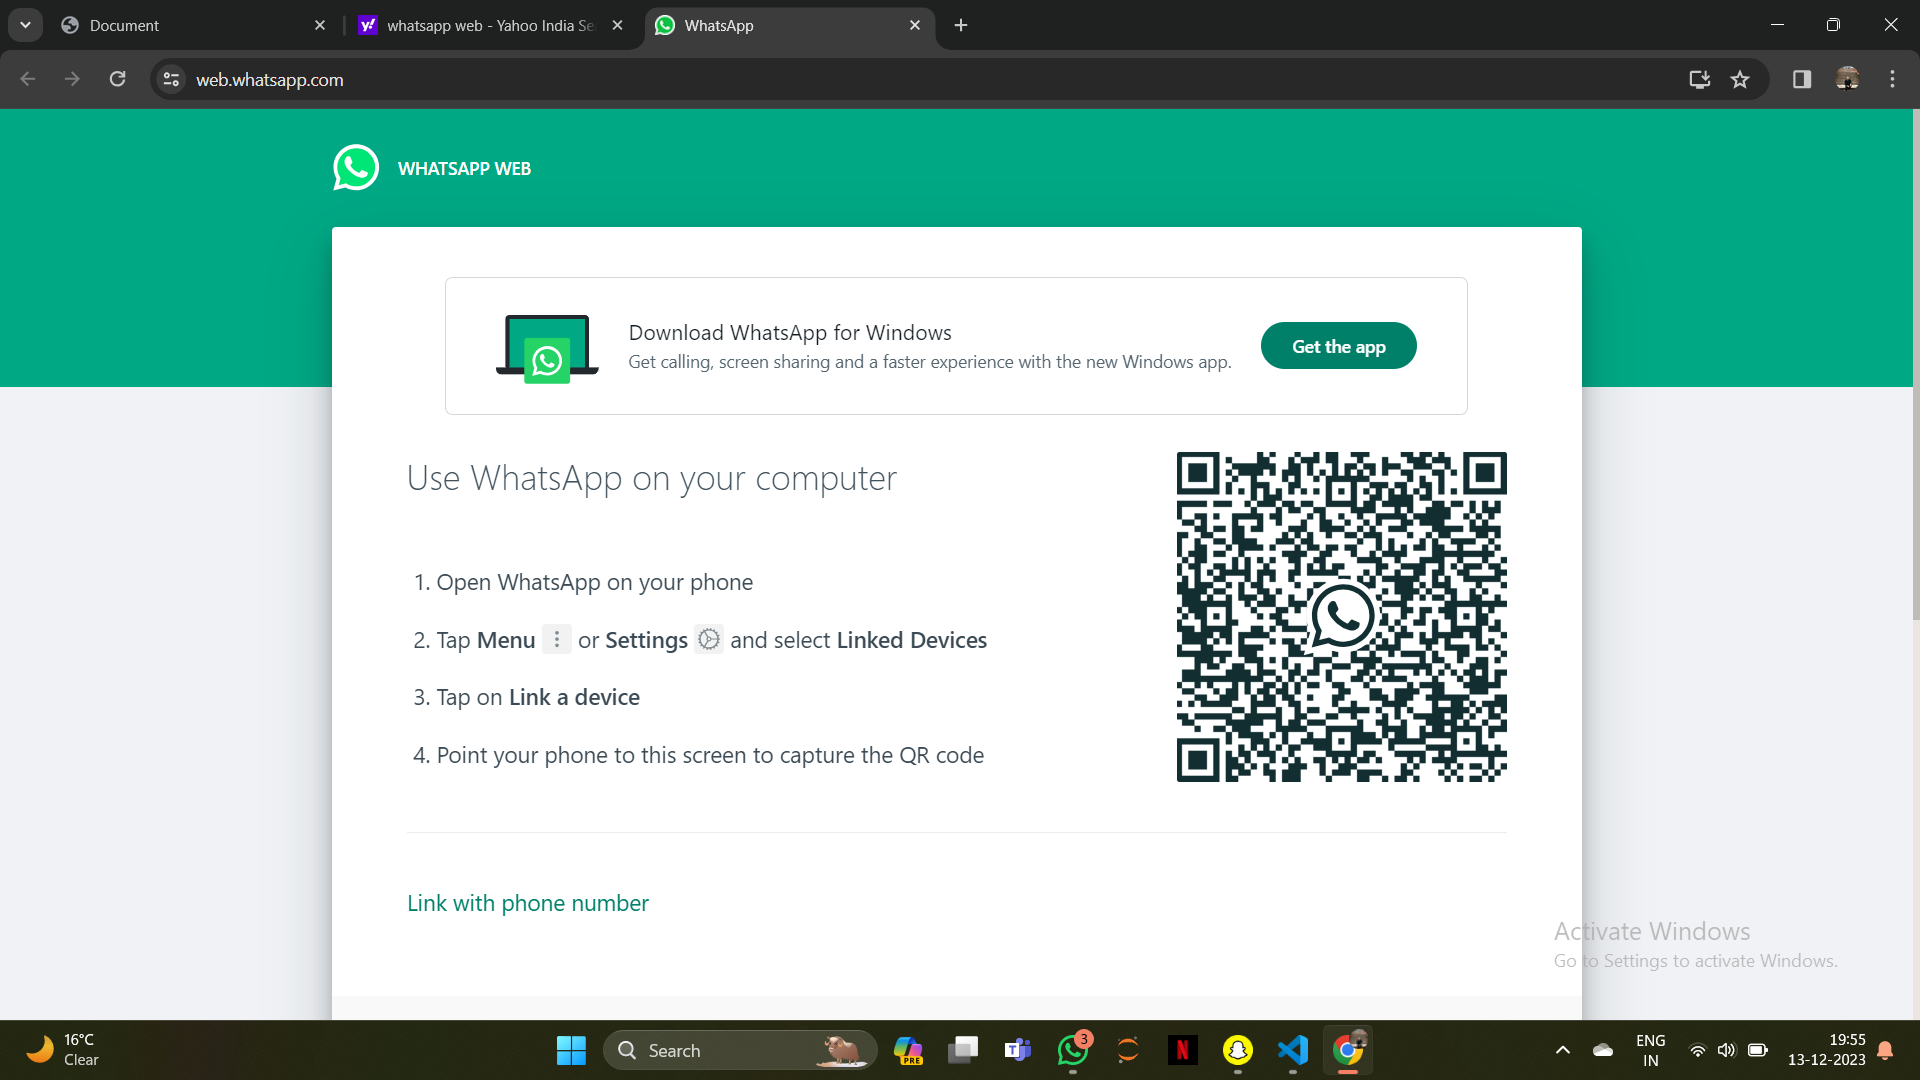 Document
whatsapp web - Yahoo India Se
WhatsApp
web.whatsapp.com
WHATSAPP WEB
Download WhatsApp for Windows
Get calling, screen sharing and a faster experience with the new Windows app.
Get the app
Use WhatsApp on your computer
1. Open WhatsApp on your phone
2. Tap Menu or Settings and select Linked Devices
3. Tap on Link a device
4. Point your phone to this screen to capture the QR code
Link with phone number
Activate Windows
Go to Settings to activate Windows.
16°C
Clear
Search
PRE
3
ENG
IN
19:55
13-12-2023